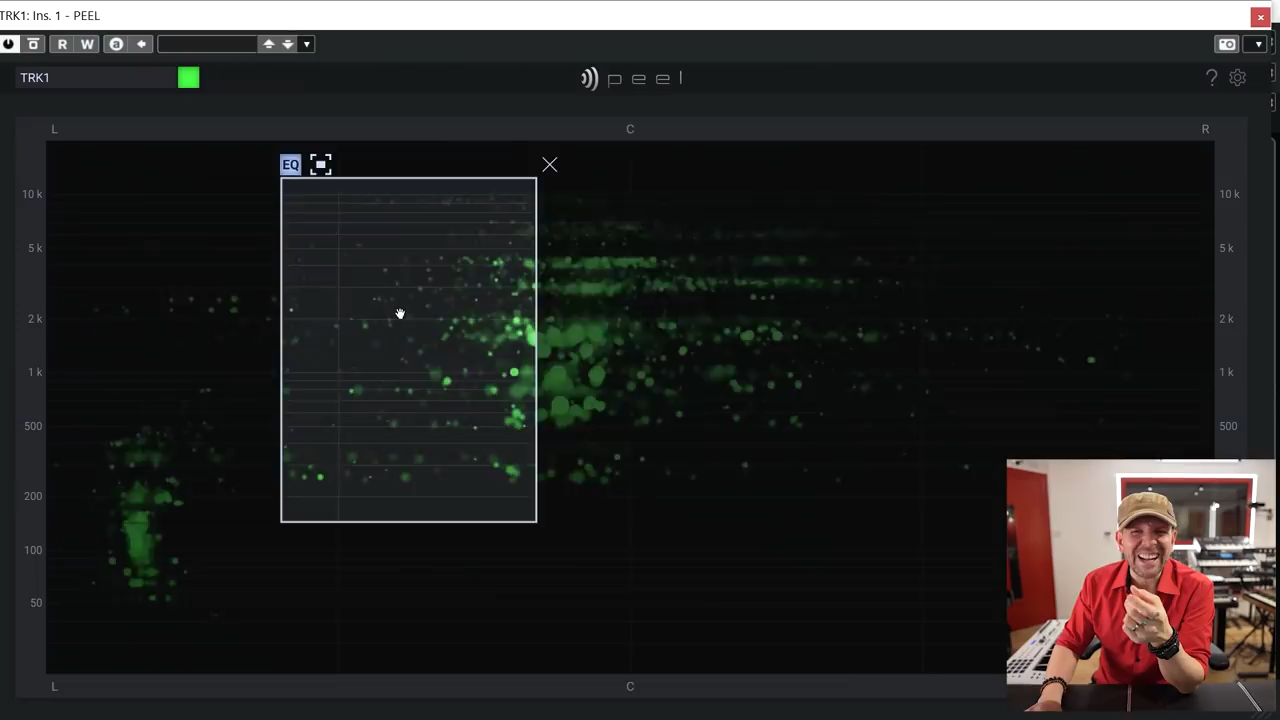 TRK1: Ins. 1 - PEEL
R W a
TRK1
peel ?
L C R
EQ
10 k 10 k
5 k 5 k
2 k 2 k
1 k 1 k
500 500
200
100
50
L C